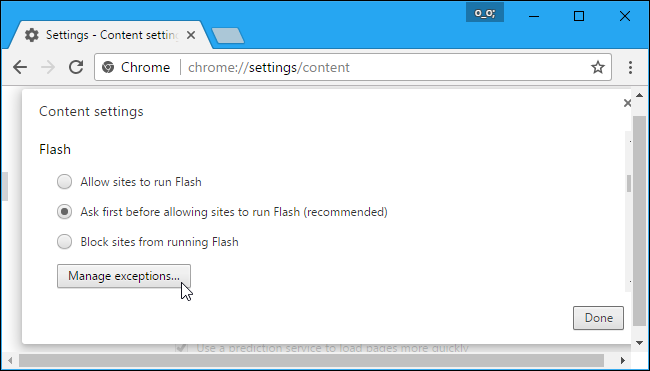 o_o;
Settings - Content setting
Chrome chrome://settings/content
Content settings
Flash
Allow sites to run Flash
Ask first before allowing sites to run Flash (recommended)
Block sites from running Flash
Manage exceptions...
Done
Use a prediction service to load pages more quickly